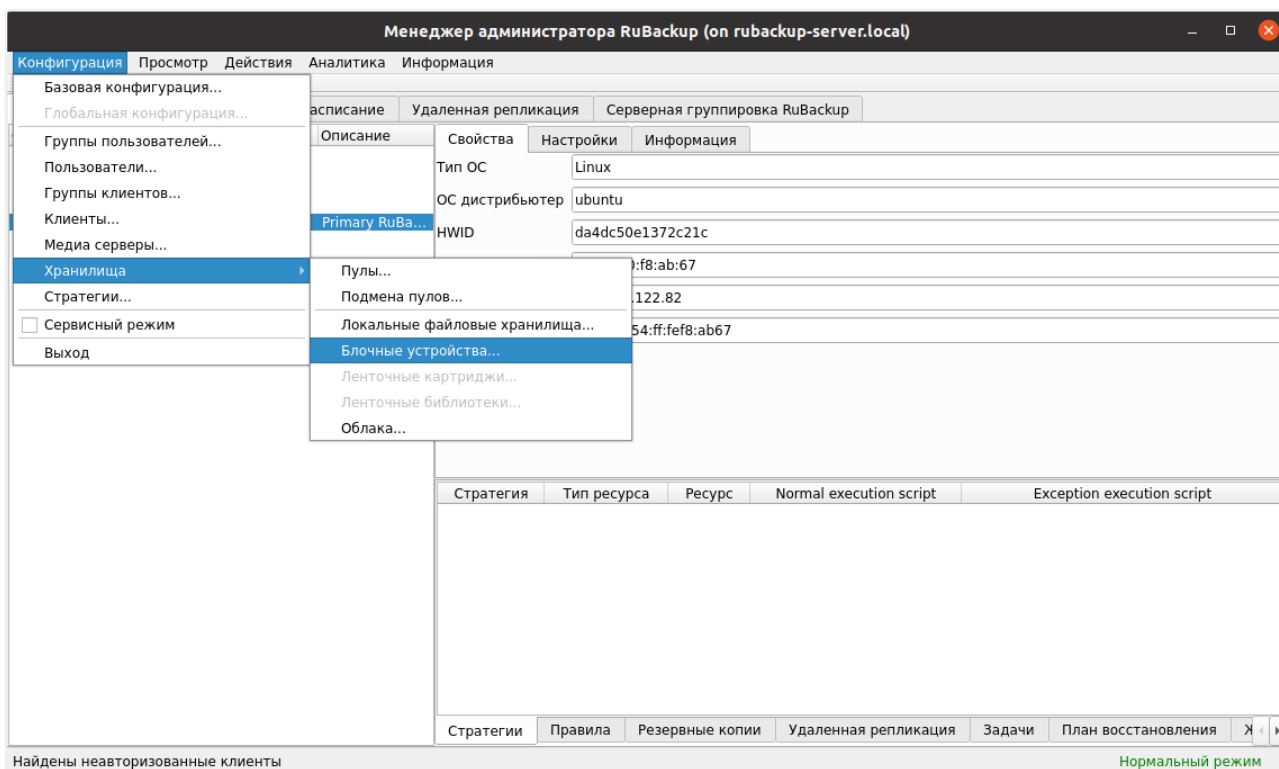 Менеджер администратора RuBackup (on rubackup-server.local)
Конфигурация Просмотр Действия Аналитика Информация
Базовая конфигурация...
Глобальная конфигурация...
Группы пользователей...
Пользователи...
Группы клиентов...
Клиенты...
Медиа серверы...
Хранилища
Стратегии...
Сервисный режим
Выход
Пулы...
Подмена пулов...
Локальные файловые хранилища...
Блочные устройства...
Ленточные картриджи...
Ленточные библиотеки...
Облака...
асписание Удаленная репликация Серверная группировка RuBackup
Описание
Primary RuBa...
Свойства Настройки Информация
Тип ОС Linux
ОС дистрибьютер ubuntu
HWID da4dc50e1372c21c
:f8:ab:67
.122.82
54:ff:fef8:ab67
Стратегия Тип ресурса Ресурс Normal execution script Exception execution script
Стратегии Правила Резервные копии Удаленная репликация Задачи План восстановления Ж
Найдены неавторизованные клиенты Нормальный режим